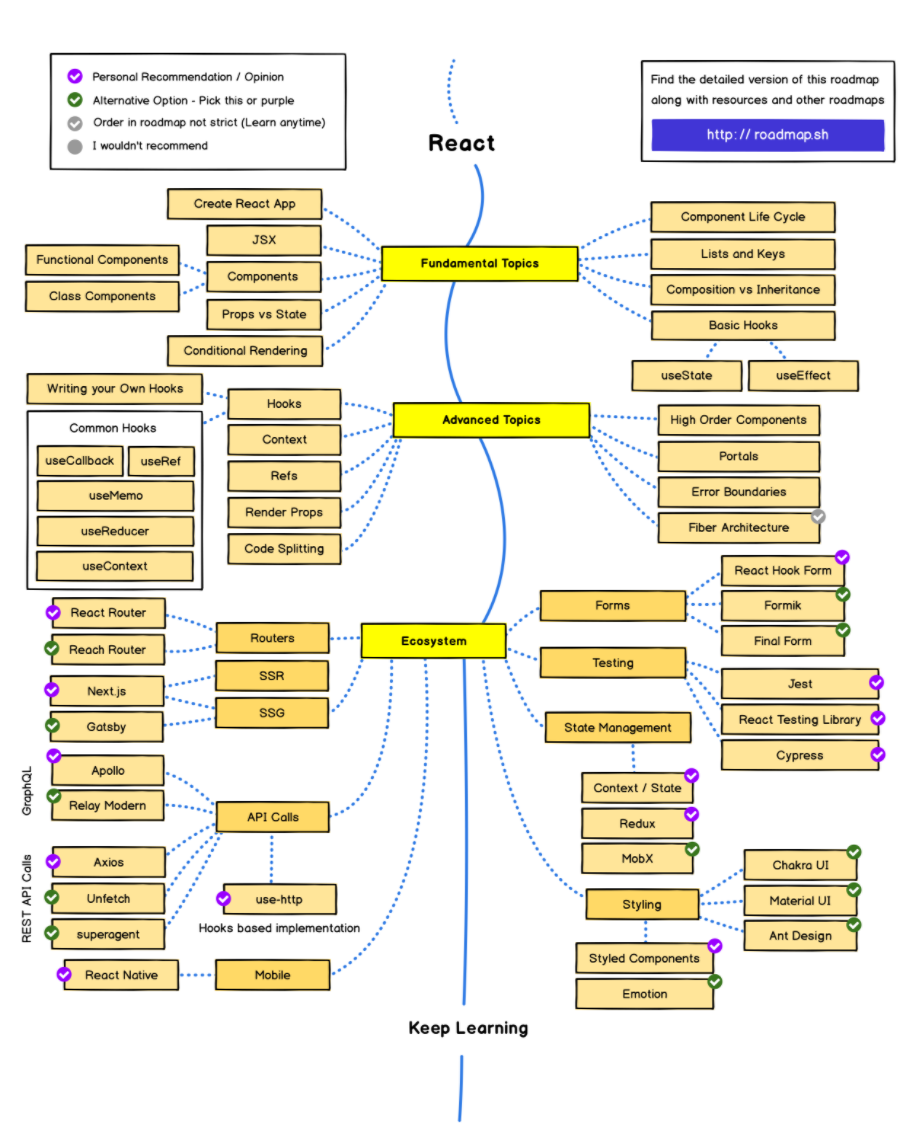 Personal Recommendation / Opinion
Alternative Option - Pick this or purple
Order in roadmap not strict (Learn anytime)
I wouldn't recommend
Find the detailed version of this roadmap
along with resources and other roadmaps
http: // roadmap.sh
React
Create React App
JSX
Functional Components
Components
Class Components
Props vs State
Conditional Rendering
Fundamental Topics
Component Life Cycle
Lists and Keys
Composition vs Inheritance
Basic Hooks
useState
useEffect
Writing your Own Hooks
Common Hooks
useCallback
useRef
useMemo
useReducer
useContext
Hooks
Context
Refs
Render Props
Code Splitting
Advanced Topics
High Order Components
Portals
Error Boundaries
Fiber Architecture
React Router
Reach Router
Next.js
Gatsby
Routers
SSR
SSG
Ecosystem
Forms
React Hook Form
Formik
Final Form
Testing
Jest
React Testing Library
Cypress
State Management
Context / State
Redux
MobX
GraphQL
Apollo
Relay Modern
API Calls
REST API Calls
Axios
Unfetch
superagent
use-http
Hooks based implementation
React Native
Mobile
Styling
Chakra UI
Material UI
Ant Design
Styled Components
Emotion
Keep Learning